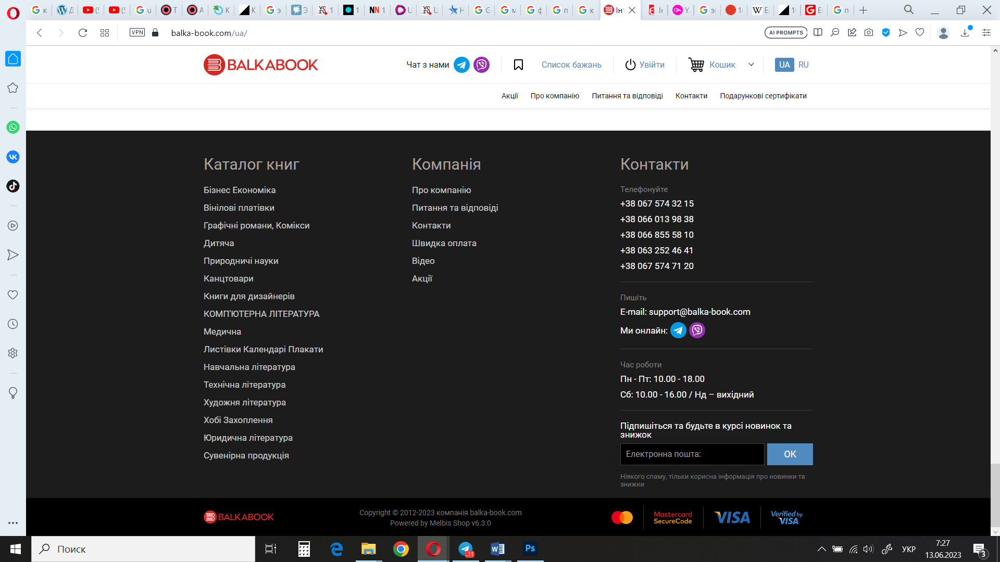 VPN
balka-book.com/ua/
AI PROMPTS
BALKABOOK
Чат з нами
Список бажань
Увійти
Кошик
UA
RU
Акції
Про компанію
Питання та відповіді
Контакти
Подарункові сертифікати
Каталог книг
Бізнес Економіка
Вінілові платівки
Графічні романи, Комікси
Дитяча
Природничі науки
Канцтовари
Книги для дизайнерів
КОМП'ЮТЕРНА ЛІТЕРАТУРА
Медична
Листівки Календарі Плакати
Навчальна література
Технічна література
Художня література
Хобі Захоплення
Юридична література
Сувенірна продукція
Компанія
Про компанію
Питання та відповіді
Контакти
Швидка оплата
Відео
Акції
Контакти
Телефонуйте
+38 067 574 32 15
+38 066 013 98 38
+38 066 855 58 10
+38 063 252 46 41
+38 067 574 71 20
Пишіть
E-mail: support@balka-book.com
Ми онлайн:
Час роботи
Пн - Пт: 10.00 - 18.00
Сб: 10.00 - 16.00 / Нд – вихідний
Підпишіться та будьте в курсі новинок та
знижок
Електронна пошта:
OK
Ніякого спаму, тільки корисна інформація про новинки та
знижки
BALKABOOK
Copyright © 2012-2023 компанія balka-book.com
Powered by Melbis Shop v6.3.0
Mastercard
SecureCode
VISA
Verified by
VISA
Поиск
Ps
УКР
7:27
13.06.2023
3